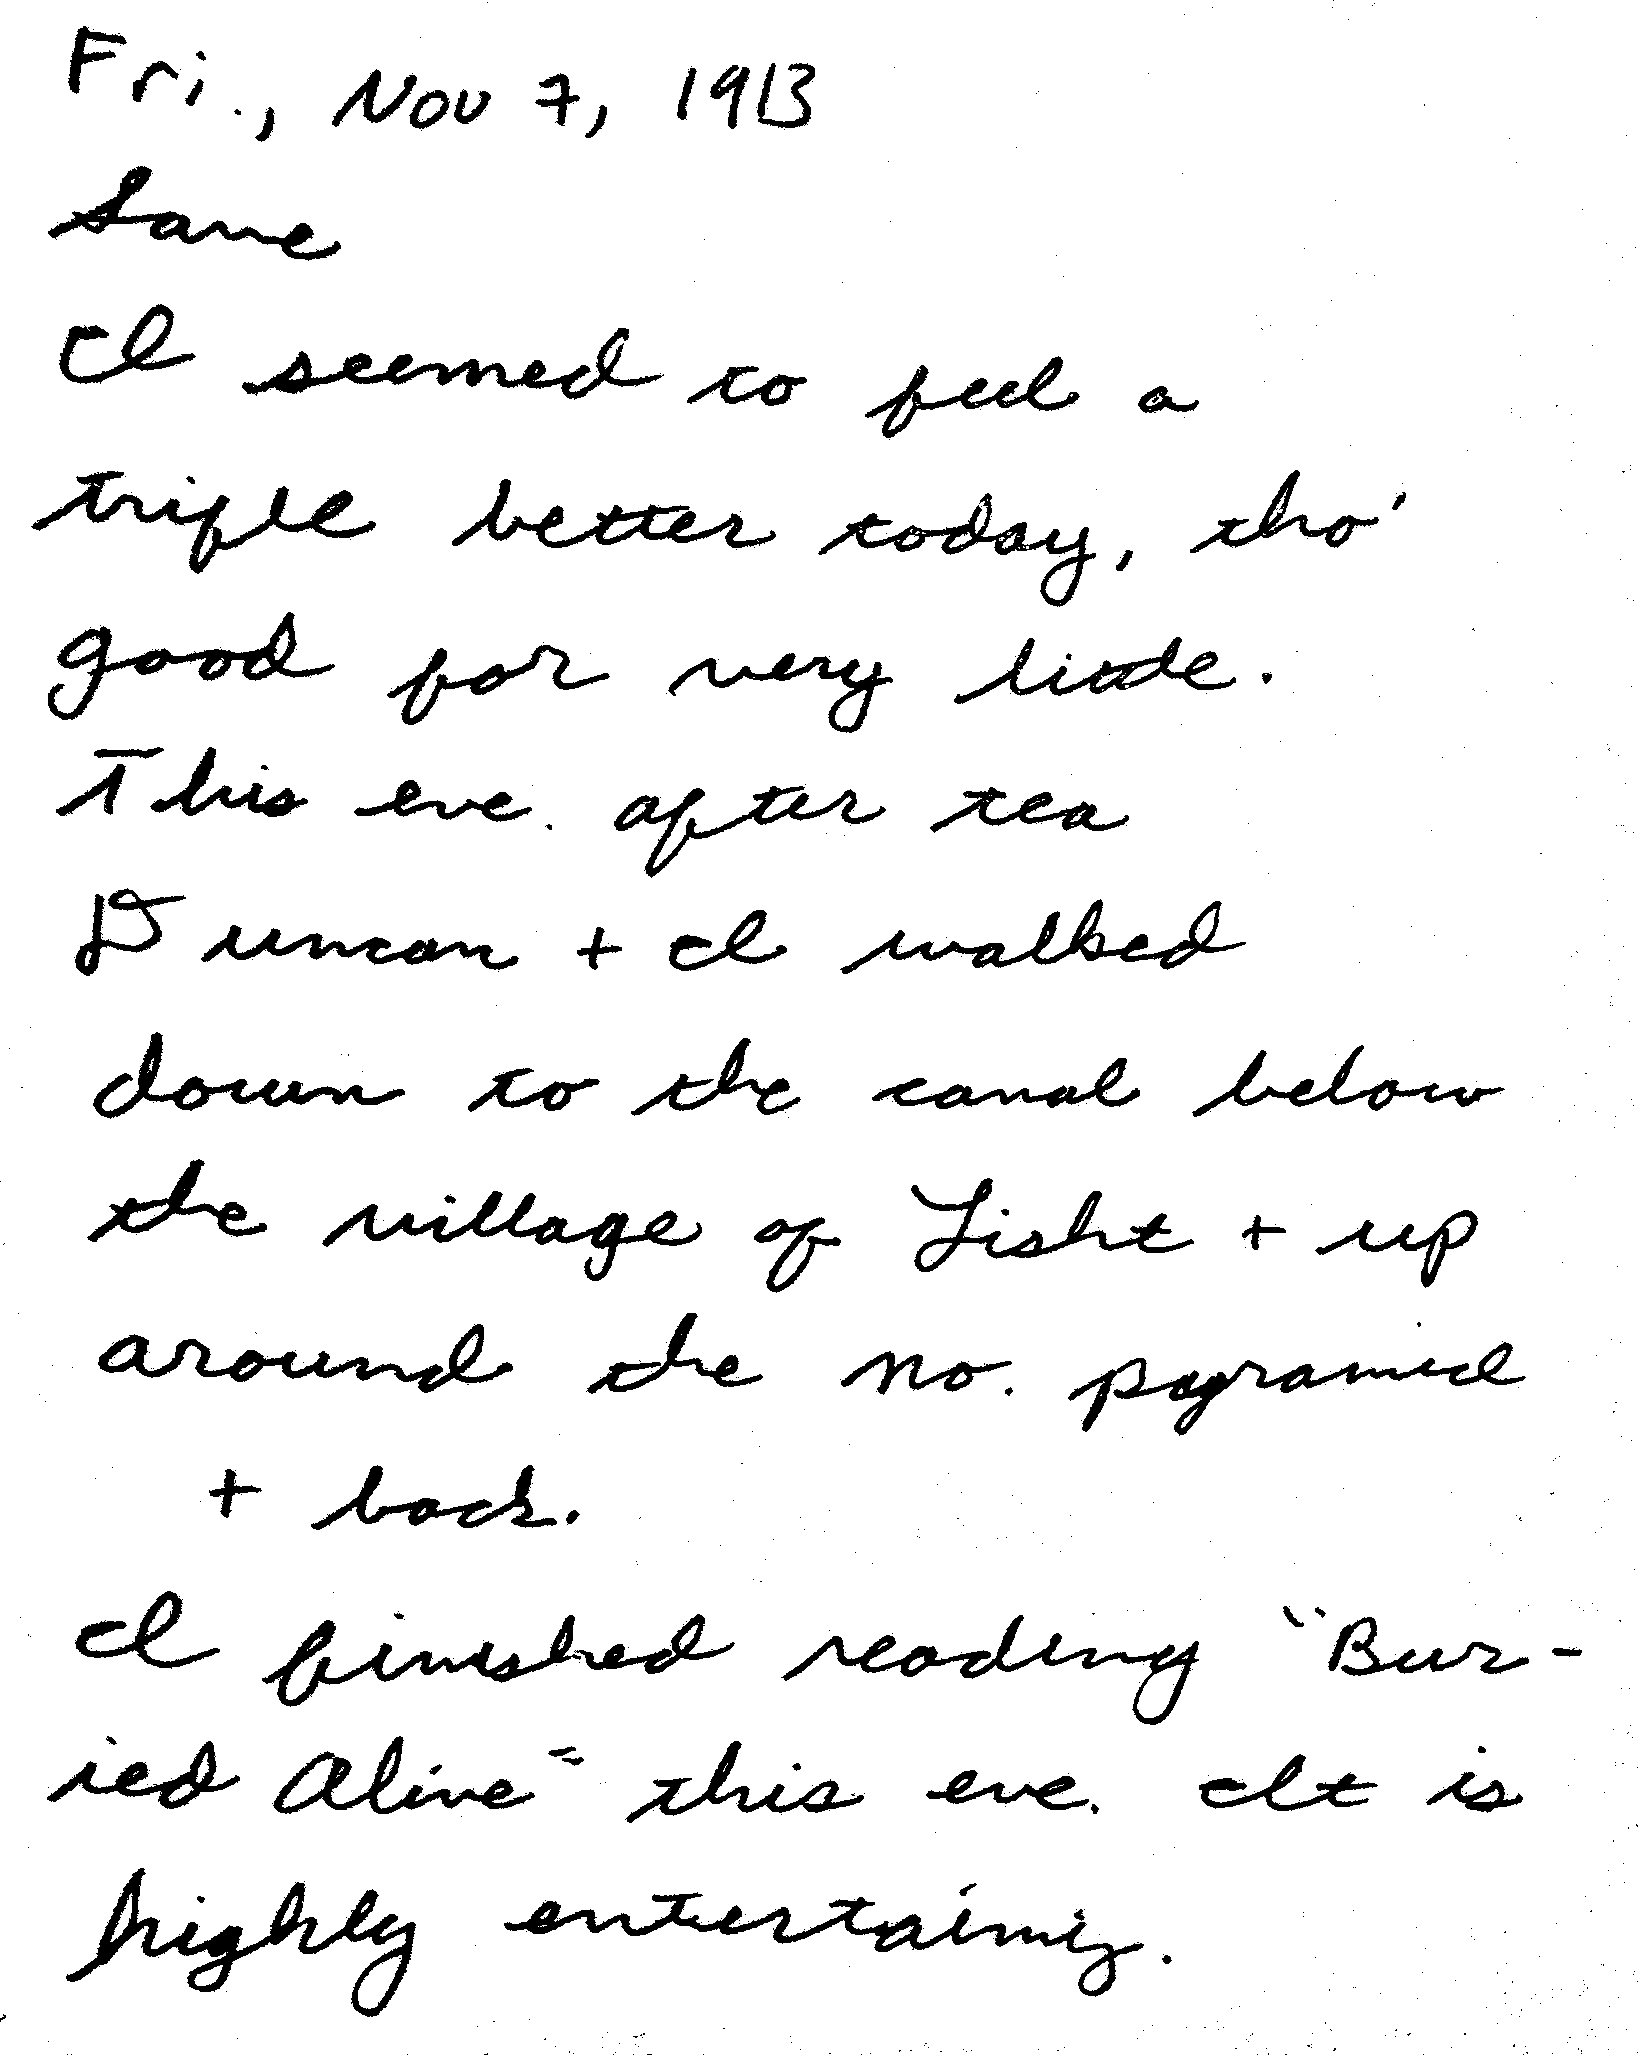 Fri., Nov 7, 1913
Same
I seemed to feel a
trifle better today, tho'
good for very little.
This eve. after tea
Duncan + I walked
down to the canal below
the village of Lisht + up
around the no. pyramid
+ back.
I finished reading "Bur-
ied Alive" this eve. It is
highly entertaining.